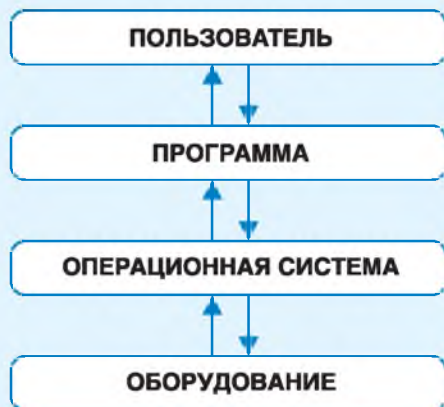 ПОЛЬЗОВАТЕЛЬ
ПРОГРАММА
ОПЕРАЦИОННАЯ СИСТЕМА
ОБОРУДОВАНИЕ